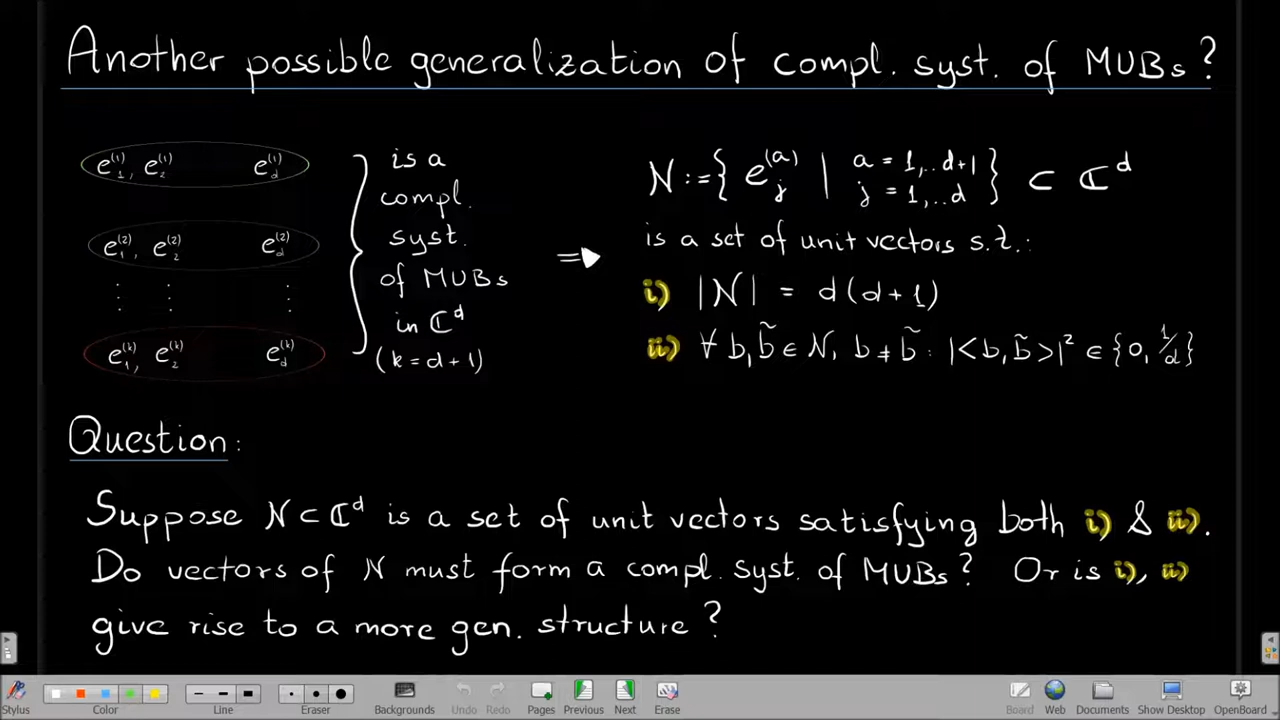 Another possible generalization of compl. syst. of MUBs?
e₁⁽¹⁾, e₂⁽¹⁾ e_d⁽¹⁾
e₁⁽²⁾, e₂⁽²⁾ e_d⁽²⁾
⋮ ⋮ ⋮
e₁⁽ᵏ⁾, e₂⁽ᵏ⁾ e_d⁽ᵏ⁾
is a
compl.
syst.
of MUBs
in ℂᵈ
(k = d+1)
⇒
N := { e_j⁽ᵃ⁾ | a = 1,..d+1
j = 1,..d } ⊂ ℂᵈ
is a set of unit vectors s.t.:
i) |N| = d(d+1)
ii) ∀ b, b̃ ∈ N, b ≠ b̃ : |<b, b̃>|² ∈ {0, 1/d}
Question:
Suppose N ⊂ ℂᵈ is a set of unit vectors satisfying both i) & ii).
Do vectors of N must form a compl. syst. of MUBs? Or is i), ii)
give rise to a more gen. structure?
Stylus Color Line Eraser Backgrounds Undo Redo Pages Previous Next Erase Board Web Documents Show Desktop OpenBoard